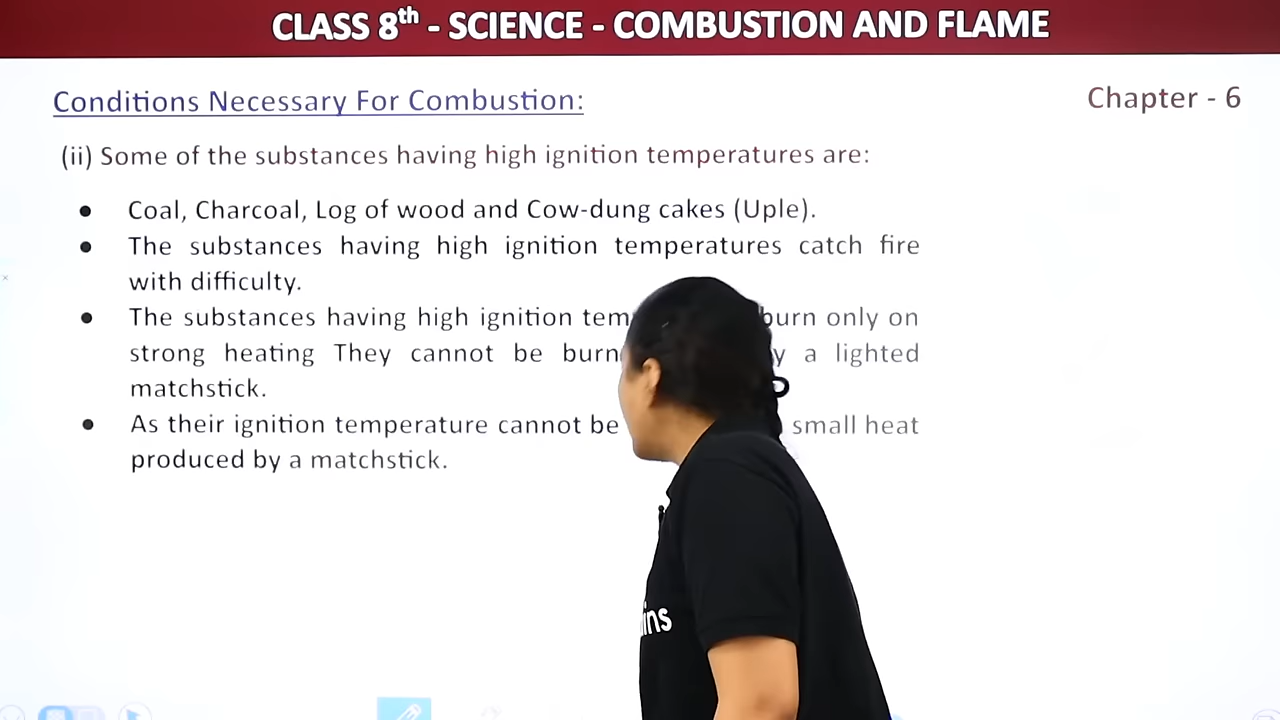 CLASS 8th - SCIENCE - COMBUSTION AND FLAME
Conditions Necessary For Combustion:
Chapter - 6
(ii) Some of the substances having high ignition temperatures are:
● Coal, Charcoal, Log of wood and Cow-dung cakes (Uple).
● The substances having high ignition temperatures catch fire
with difficulty.
● The substances having high ignition burn only on
strong heating They cannot be a lighted
matchstick.
● As their ignition temperature cannot be small heat
produced by a matchstick.